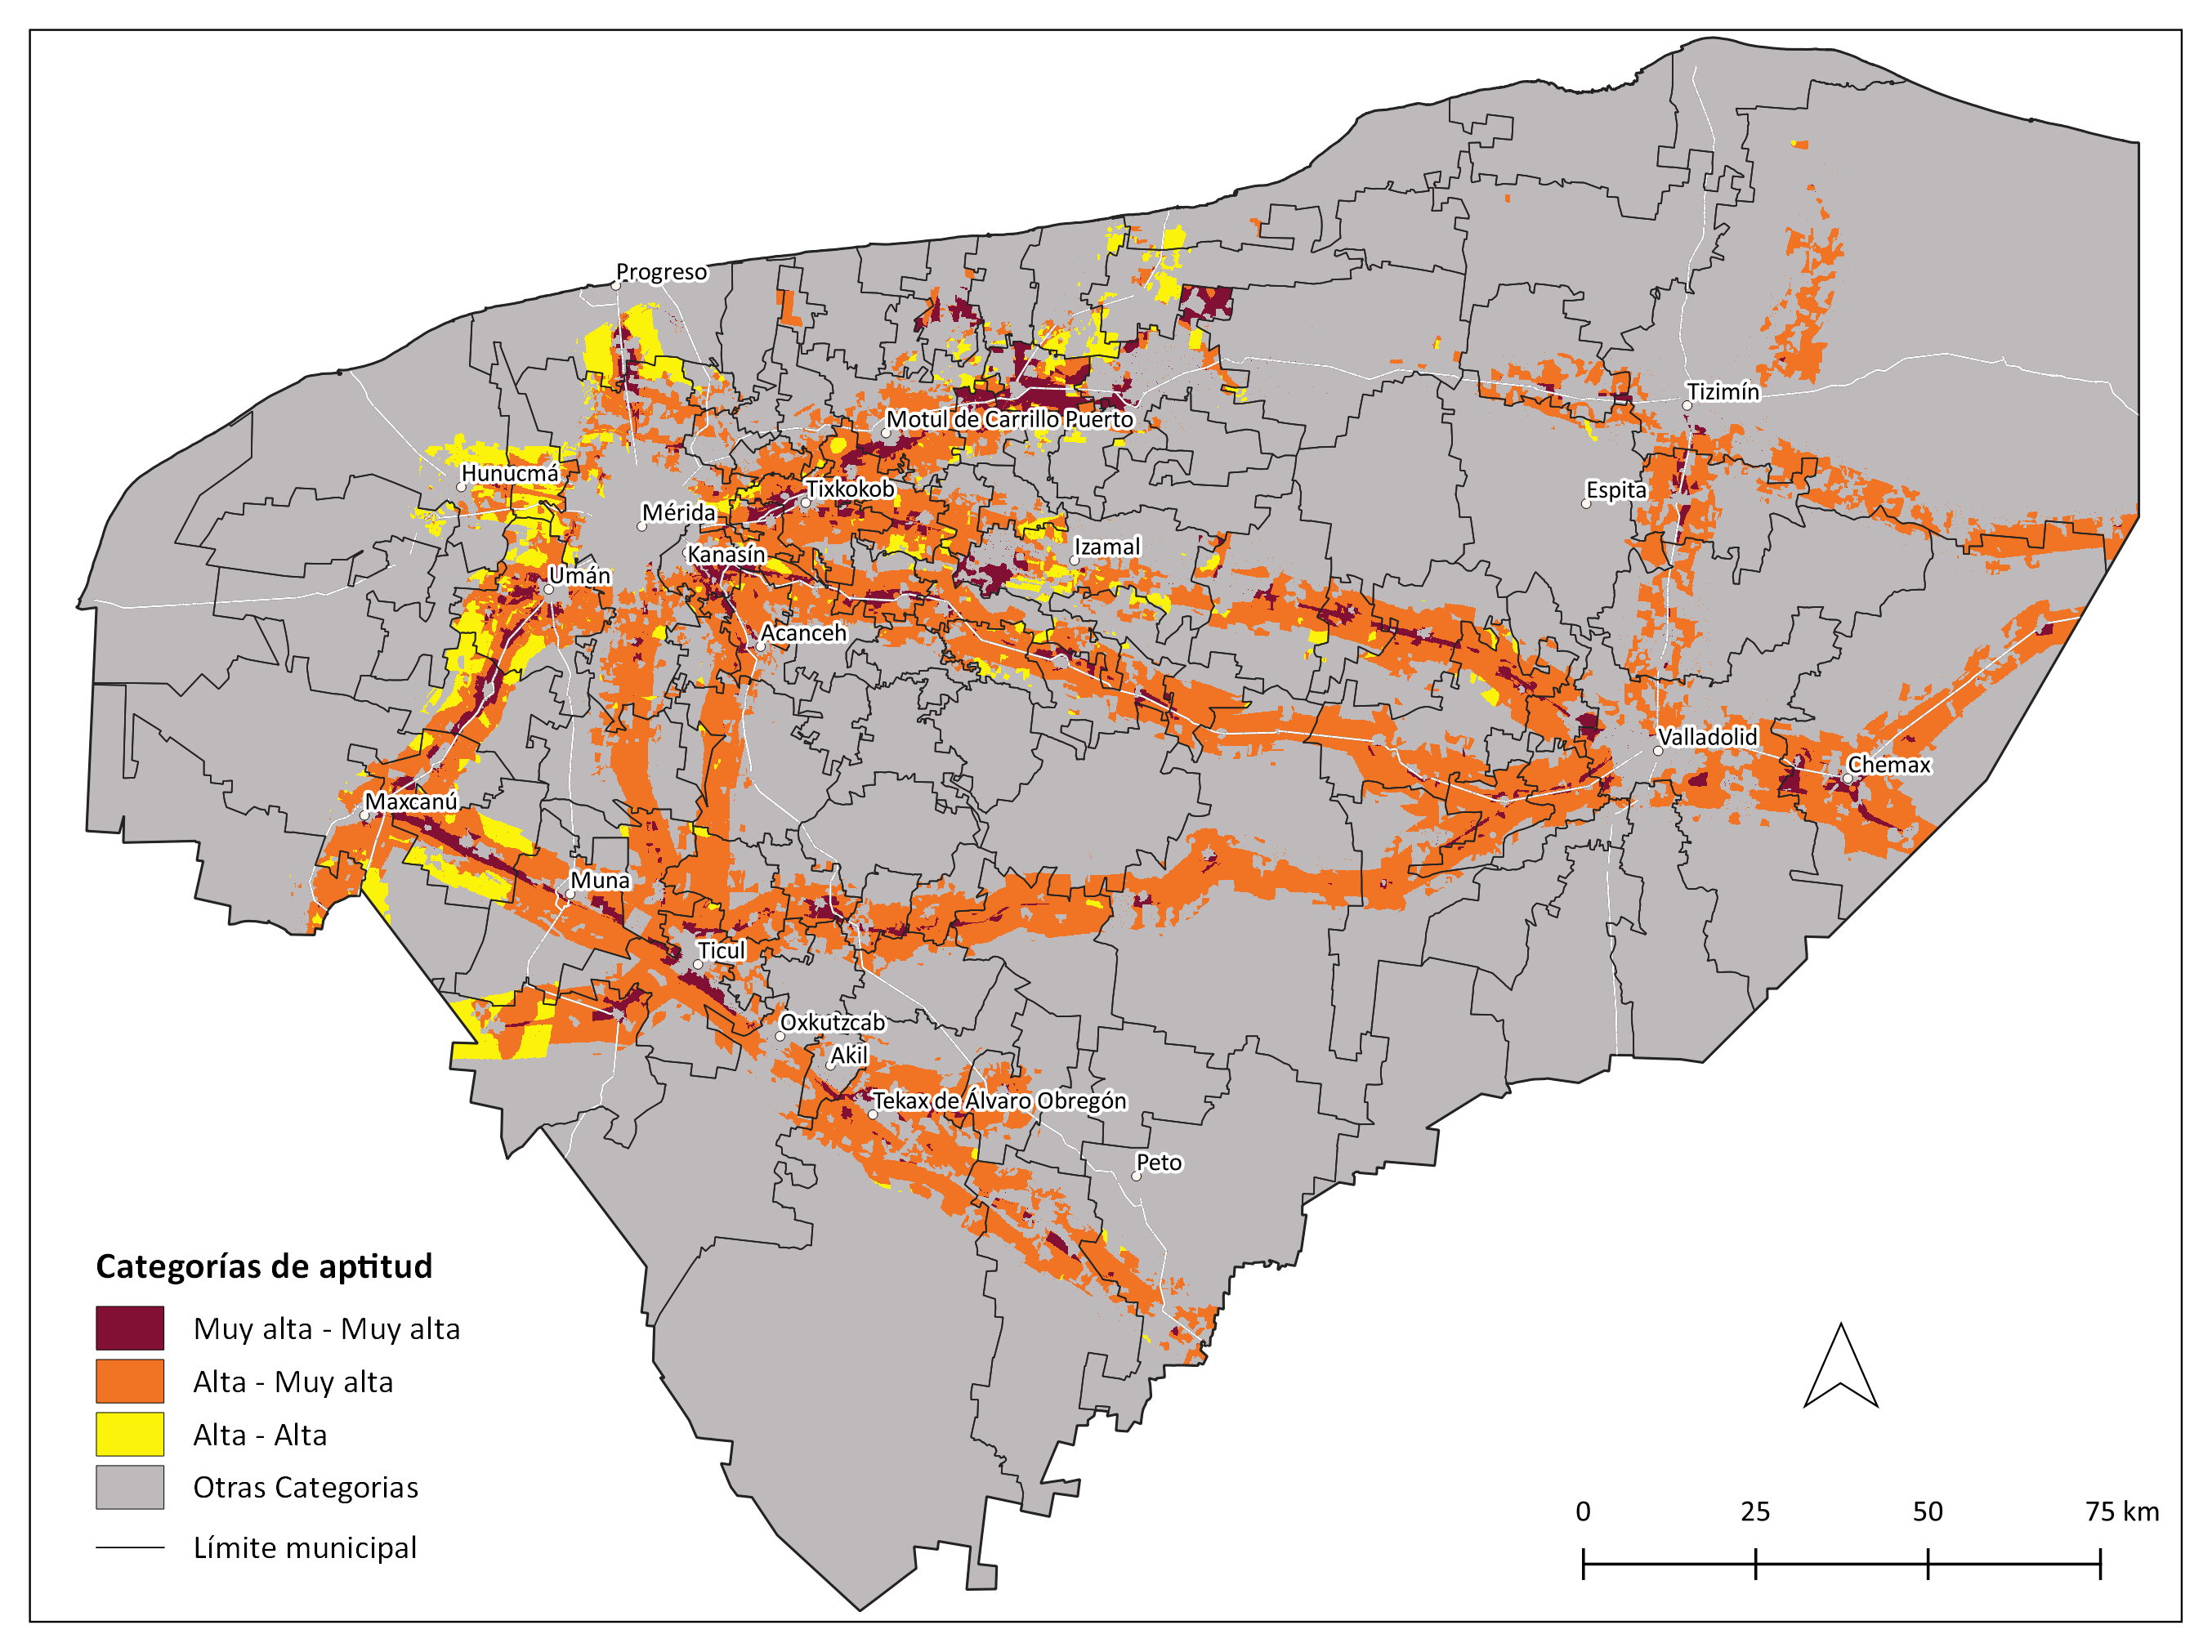 Progreso
Tizimín
Motul de Carrillo Puerto
Hunucmá
Tixkokob
Espita
Mérida
Kanasín
Izamal
Umán
Acanceh
Valladolid
Chemax
Maxcanú
Muna
Ticul
Oxkutzcab
Akil
Tekax de Álvaro Obregón
Peto
Categorías de aptitud
Muy alta - Muy alta
Alta - Muy alta
Alta - Alta
Otras Categorias
Límite municipal
0 25 50 75 km